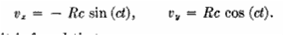 v_x = − Rc sin (ct),    v_y = Rc cos (ct).